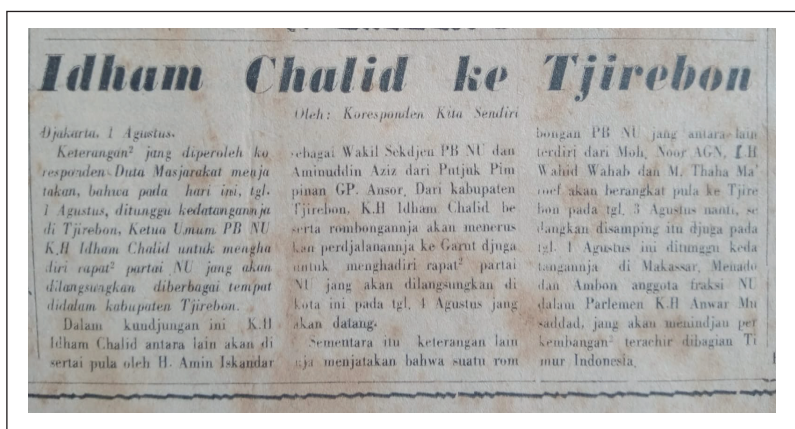 Idham Chalid ke Tjirebon
Oleh: Koresponden Kita Sendiri
Djakarta, 1 Agustus.
Keterangan² jang diperoleh ko
responden Duta Masjarakat menja
takan, bahwa pada hari ini, tgl.
1 Agustus, ditunggu kedatangannja
di Tjirebon, Ketua Umum PB NU
K.H Idham Chalid untuk mengha
diri rapat² partai NU jang akan
dilangsungkan diberbagai tempat
didalam kabupaten Tjirebon.
Dalam kundjungan ini K.H
Idham Chalid antara lain akan di
sertai pula oleh H. Amin Iskandar
sebagai Wakil Sekdjen PB NU dan
Aminuddin Aziz dari Putjuk Pim
pinan GP. Ansor. Dari kabupaten
Tjirebon, K.H Idham Chalid be
serta rombongannja akan menerus
kan perdjalanannja ke Garut djuga
untuk menghadiri rapat² partai
NU jang akan dilangsungkan di
kota ini pada tgl. 4 Agustus jang
akan datang.
Sementara itu keterangan lain
nja menjatakan bahwa suatu rom
bongan PB NU jang antara lain
terdiri dari Moh. Noor AGN, K.H
Wahid Wahab dan M. Thaha Ma'
roef akan berangkat pula ke Tjire
bon pada tgl. 3 Agustus nanti, se
dangkan disamping itu djuga pada
tgl. 1 Agustus ini ditunggu keda
tangannja di Makassar, Menado
dan Ambon anggota fraksi NU
dalam Parlemen K.H Anwar Mu
saddad, jang akan menindjau per
kembangan² terachir dibagian Ti
mur Indonesia.